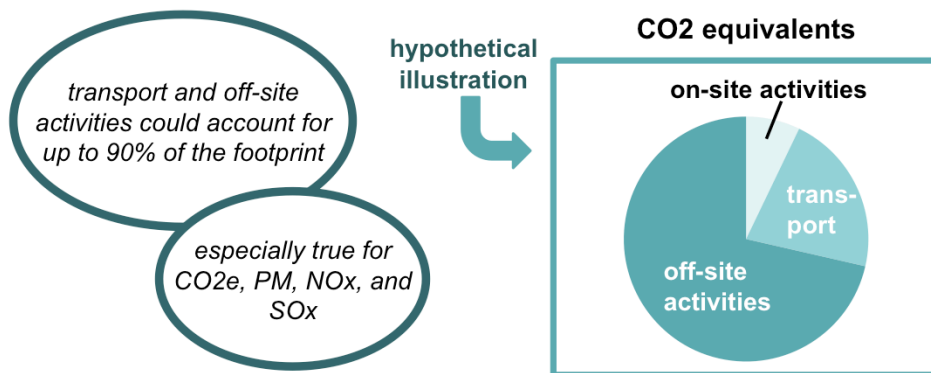 transport and off-site
activities could account for
up to 90% of the footprint
especially true for
CO2e, PM, NOx, and
SOx
hypothetical
illustration
CO2 equivalents
on-site activities
trans-
port
off-site
activities